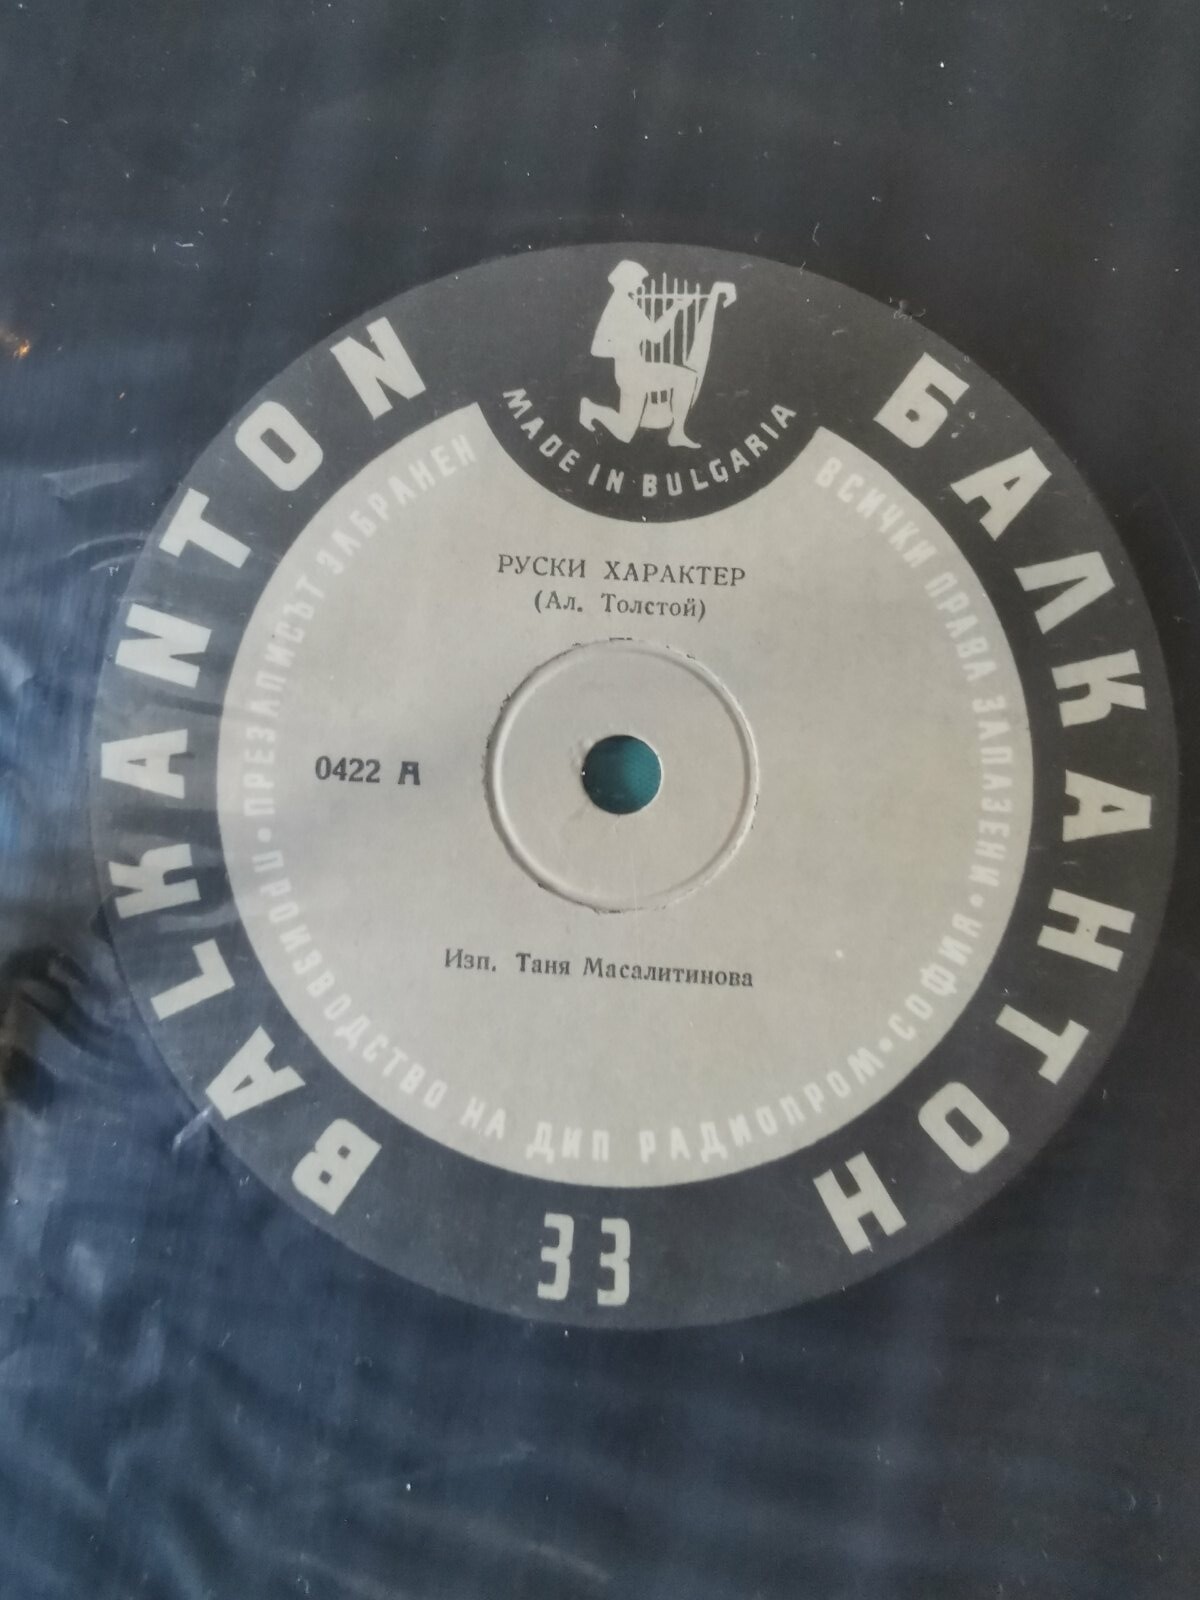 BALKANTON
БАЛКАНТОН
MADE IN BULGARIA
ВСИЧКИ ПРАВА ЗАПАЗЕНИ • СОФИЯ •
ПРОИЗВОДСТВО НА ДИП РАДИОПРОМ •
ПРЕЗАПИСЪТ ЗАБРАНЕН
РУСКИ ХАРАКТЕР
(Ал. Толстой)
0422 А
Изп. Таня Масалитинова
33